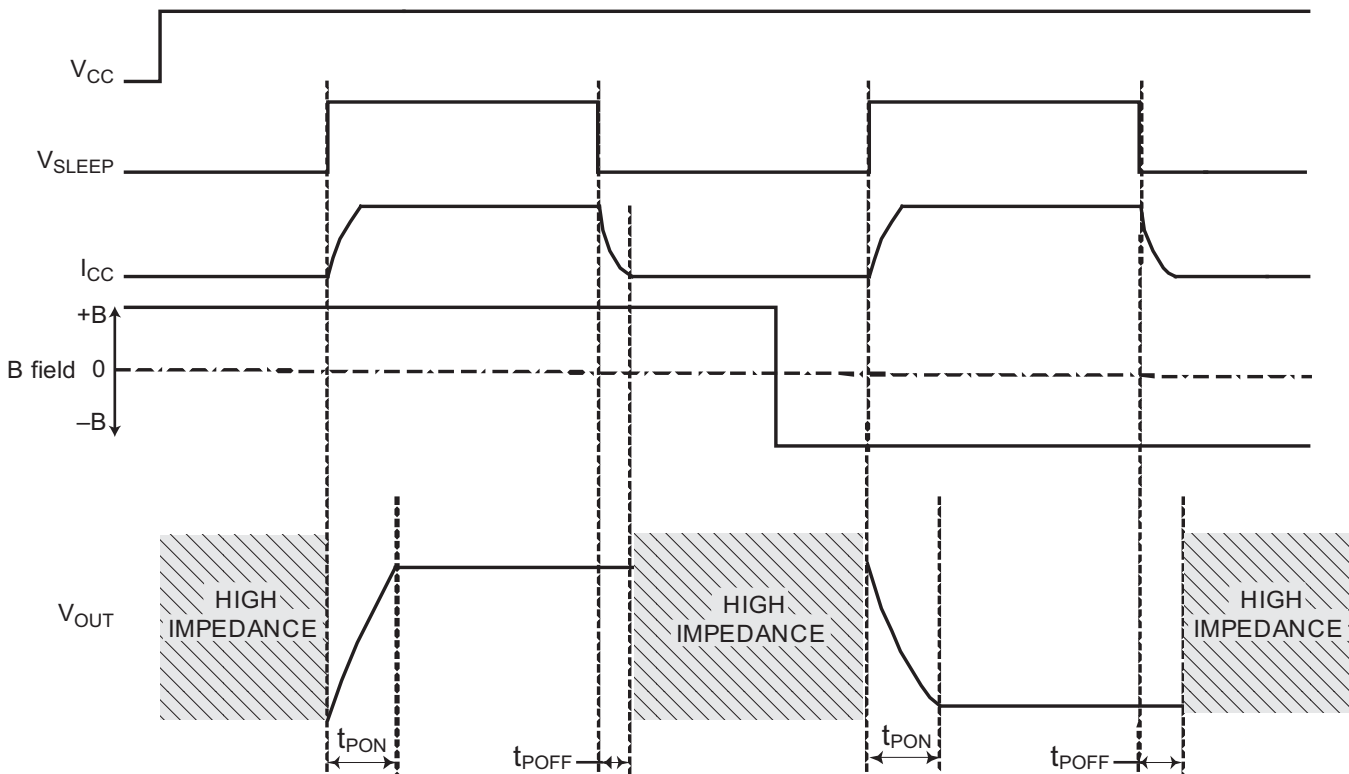 VCC
VSLEEP
ICC
+B
B field 0
–B
VOUT
HIGH
IMPEDANCE
HIGH
IMPEDANCE
HIGH
IMPEDANCE
tPON
tPOFF
tPON
tPOFF